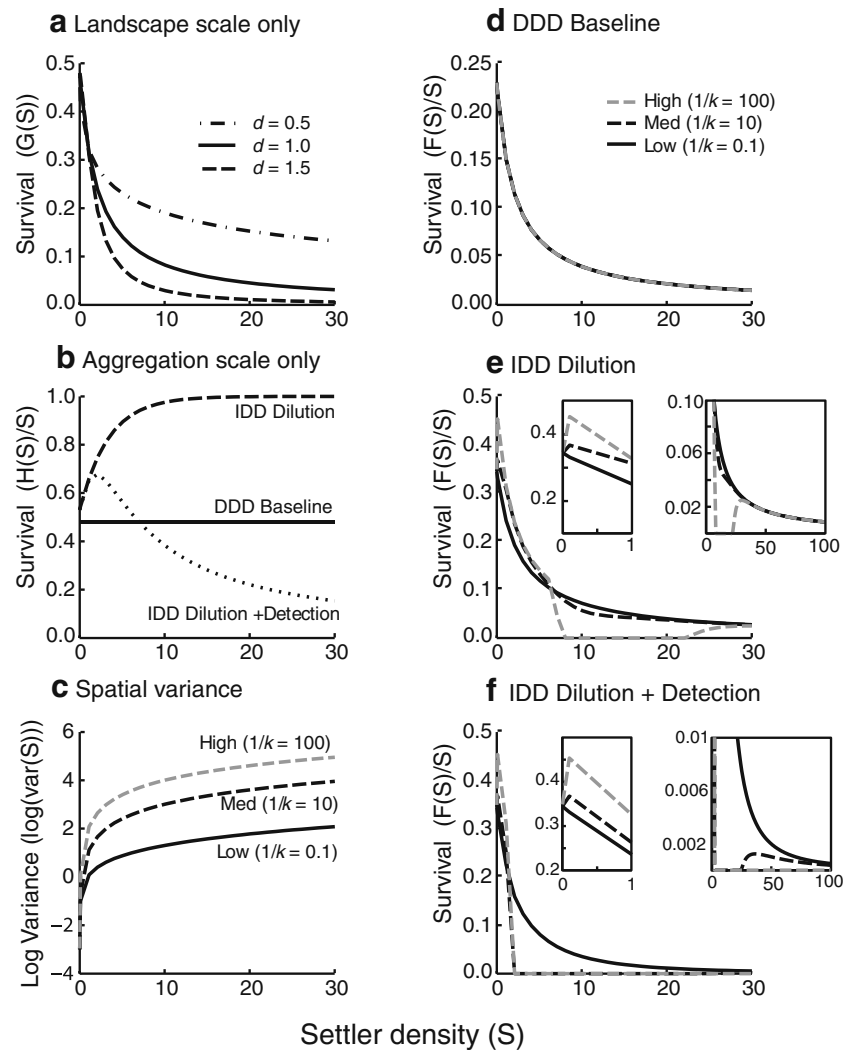 a Landscape scale only
Survival (G(S))
0.5
0.4
0.3
0.2
0.1
0.0
d = 0.5
d = 1.0
d = 1.5
0 10 20 30
b Aggregation scale only
Survival (H(S)/S)
1.0
0.8
0.6
0.4
0.2
0.0
IDD Dilution
DDD Baseline
IDD Dilution +Detection
0 10 20 30
c Spatial variance
Log Variance (log(var(S)))
6
4
2
0
−2
−4
High (1/k = 100)
Med (1/k = 10)
Low (1/k = 0.1)
0 10 20 30
d DDD Baseline
Survival (F(S)/S)
0.25
0.20
0.15
0.10
0.05
0.00
High (1/k = 100)
Med (1/k = 10)
Low (1/k = 0.1)
0 10 20 30
e IDD Dilution
Survival (F(S)/S)
0.5
0.4
0.3
0.2
0.1
0.0
0.4
0.3
0.2
0 1
0.10
0.06
0.02
0 50 100
0 10 20 30
f IDD Dilution + Detection
Survival (F(S)/S)
0.5
0.4
0.3
0.2
0.1
0.0
0.4
0.3
0.2
0 1
0.01
0.006
0.002
0 50 100
0 10 20 30
Settler density (S)